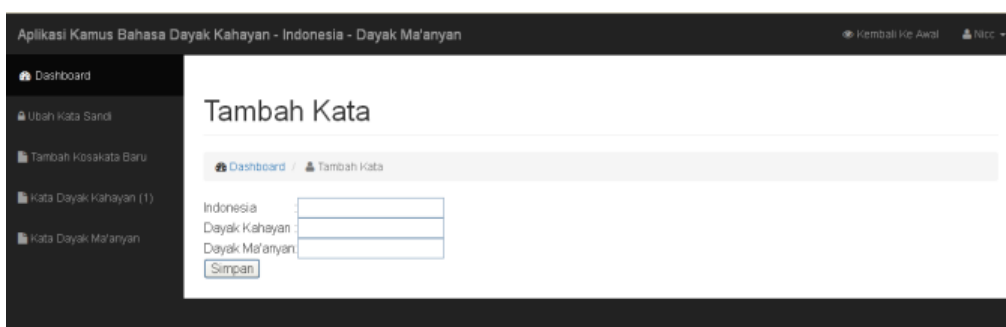 Aplikasi Kamus Bahasa Dayak Kahayan - Indonesia - Dayak Ma'anyan
Kembali Ke Awal Nicc
Dashboard
Ubah Kata Sandi
Tambah Kosakata Baru
Kata Dayak Kahayan (1)
Kata Dayak Ma'anyan
Tambah Kata
Dashboard / Tambah Kata
Indonesia :
Dayak Kahayan :
Dayak Ma'anyan:
Simpan